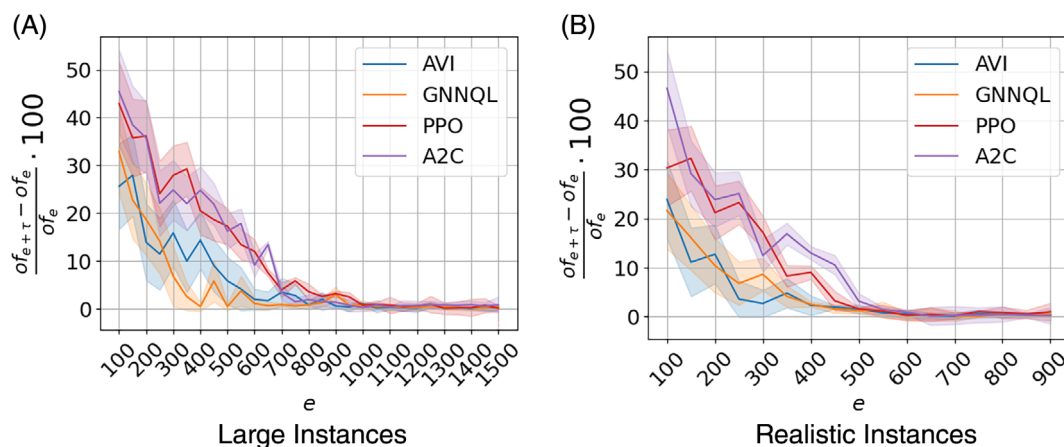 (A)
50
40
30
20
10
0
AVI
GNNQL
PPO
A2C
of_{e+τ} − of_e
of_e
· 100
100
200
300
400
500
600
700
800
900
1000
1100
1200
1300
1400
1500
e
Large Instances
(B)
50
40
30
20
10
0
AVI
GNNQL
PPO
A2C
of_{e+τ} − of_e
of_e
· 100
100
200
300
400
500
600
700
800
900
e
Realistic Instances